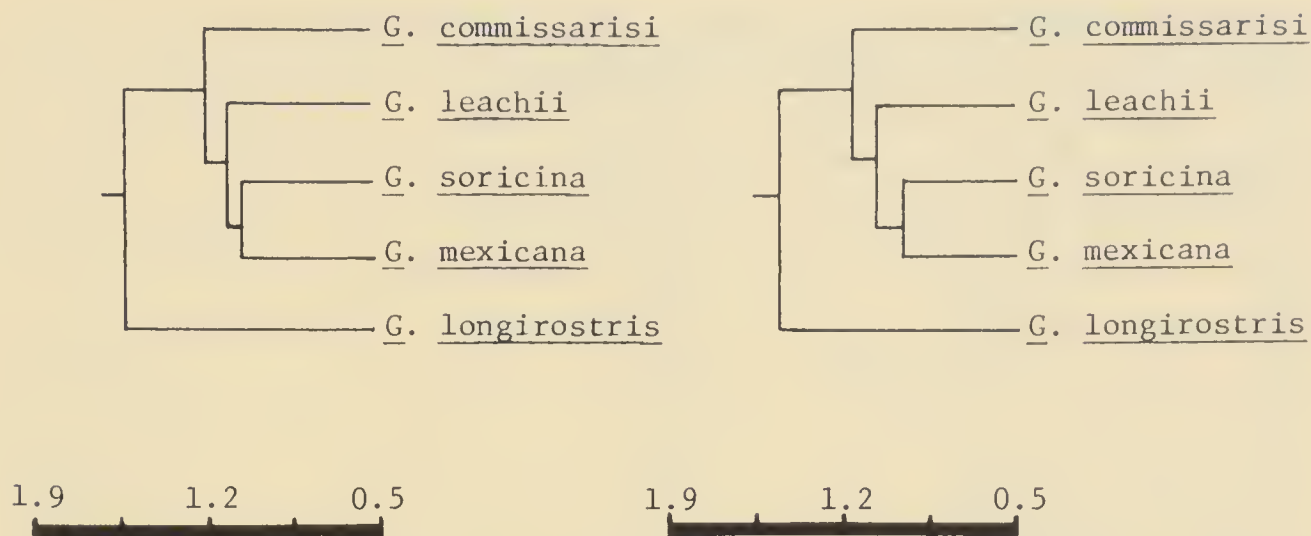 G. commissarisi
G. leachii
G. soricina
G. mexicana
G. longirostris
1.9 1.2 0.5
G. commissarisi
G. leachii
G. soricina
G. mexicana
G. longirostris
1.9 1.2 0.5